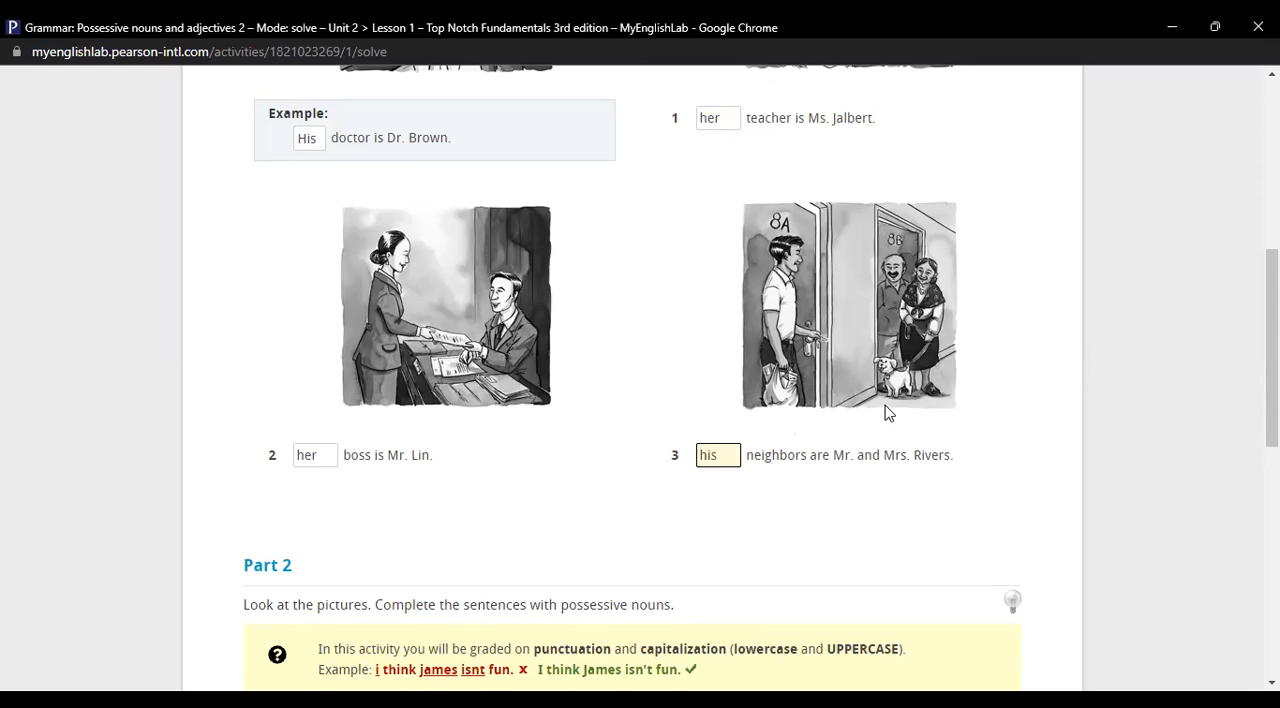 Grammar: Possessive nouns and adjectives 2 – Mode: solve – Unit 2 > Lesson 1 – Top Notch Fundamentals 3rd edition – MyEnglishLab - Google Chrome
myenglishlab.pearson-intl.com/activities/1821023269/1/solve
Example:
His doctor is Dr. Brown.
1 her teacher is Ms. Jalbert.
8A
8B
2 her boss is Mr. Lin.
3 his neighbors are Mr. and Mrs. Rivers.
Part 2
Look at the pictures. Complete the sentences with possessive nouns.
In this activity you will be graded on punctuation and capitalization (lowercase and UPPERCASE).
Example: i think james isnt fun. x I think James isn't fun. ✓